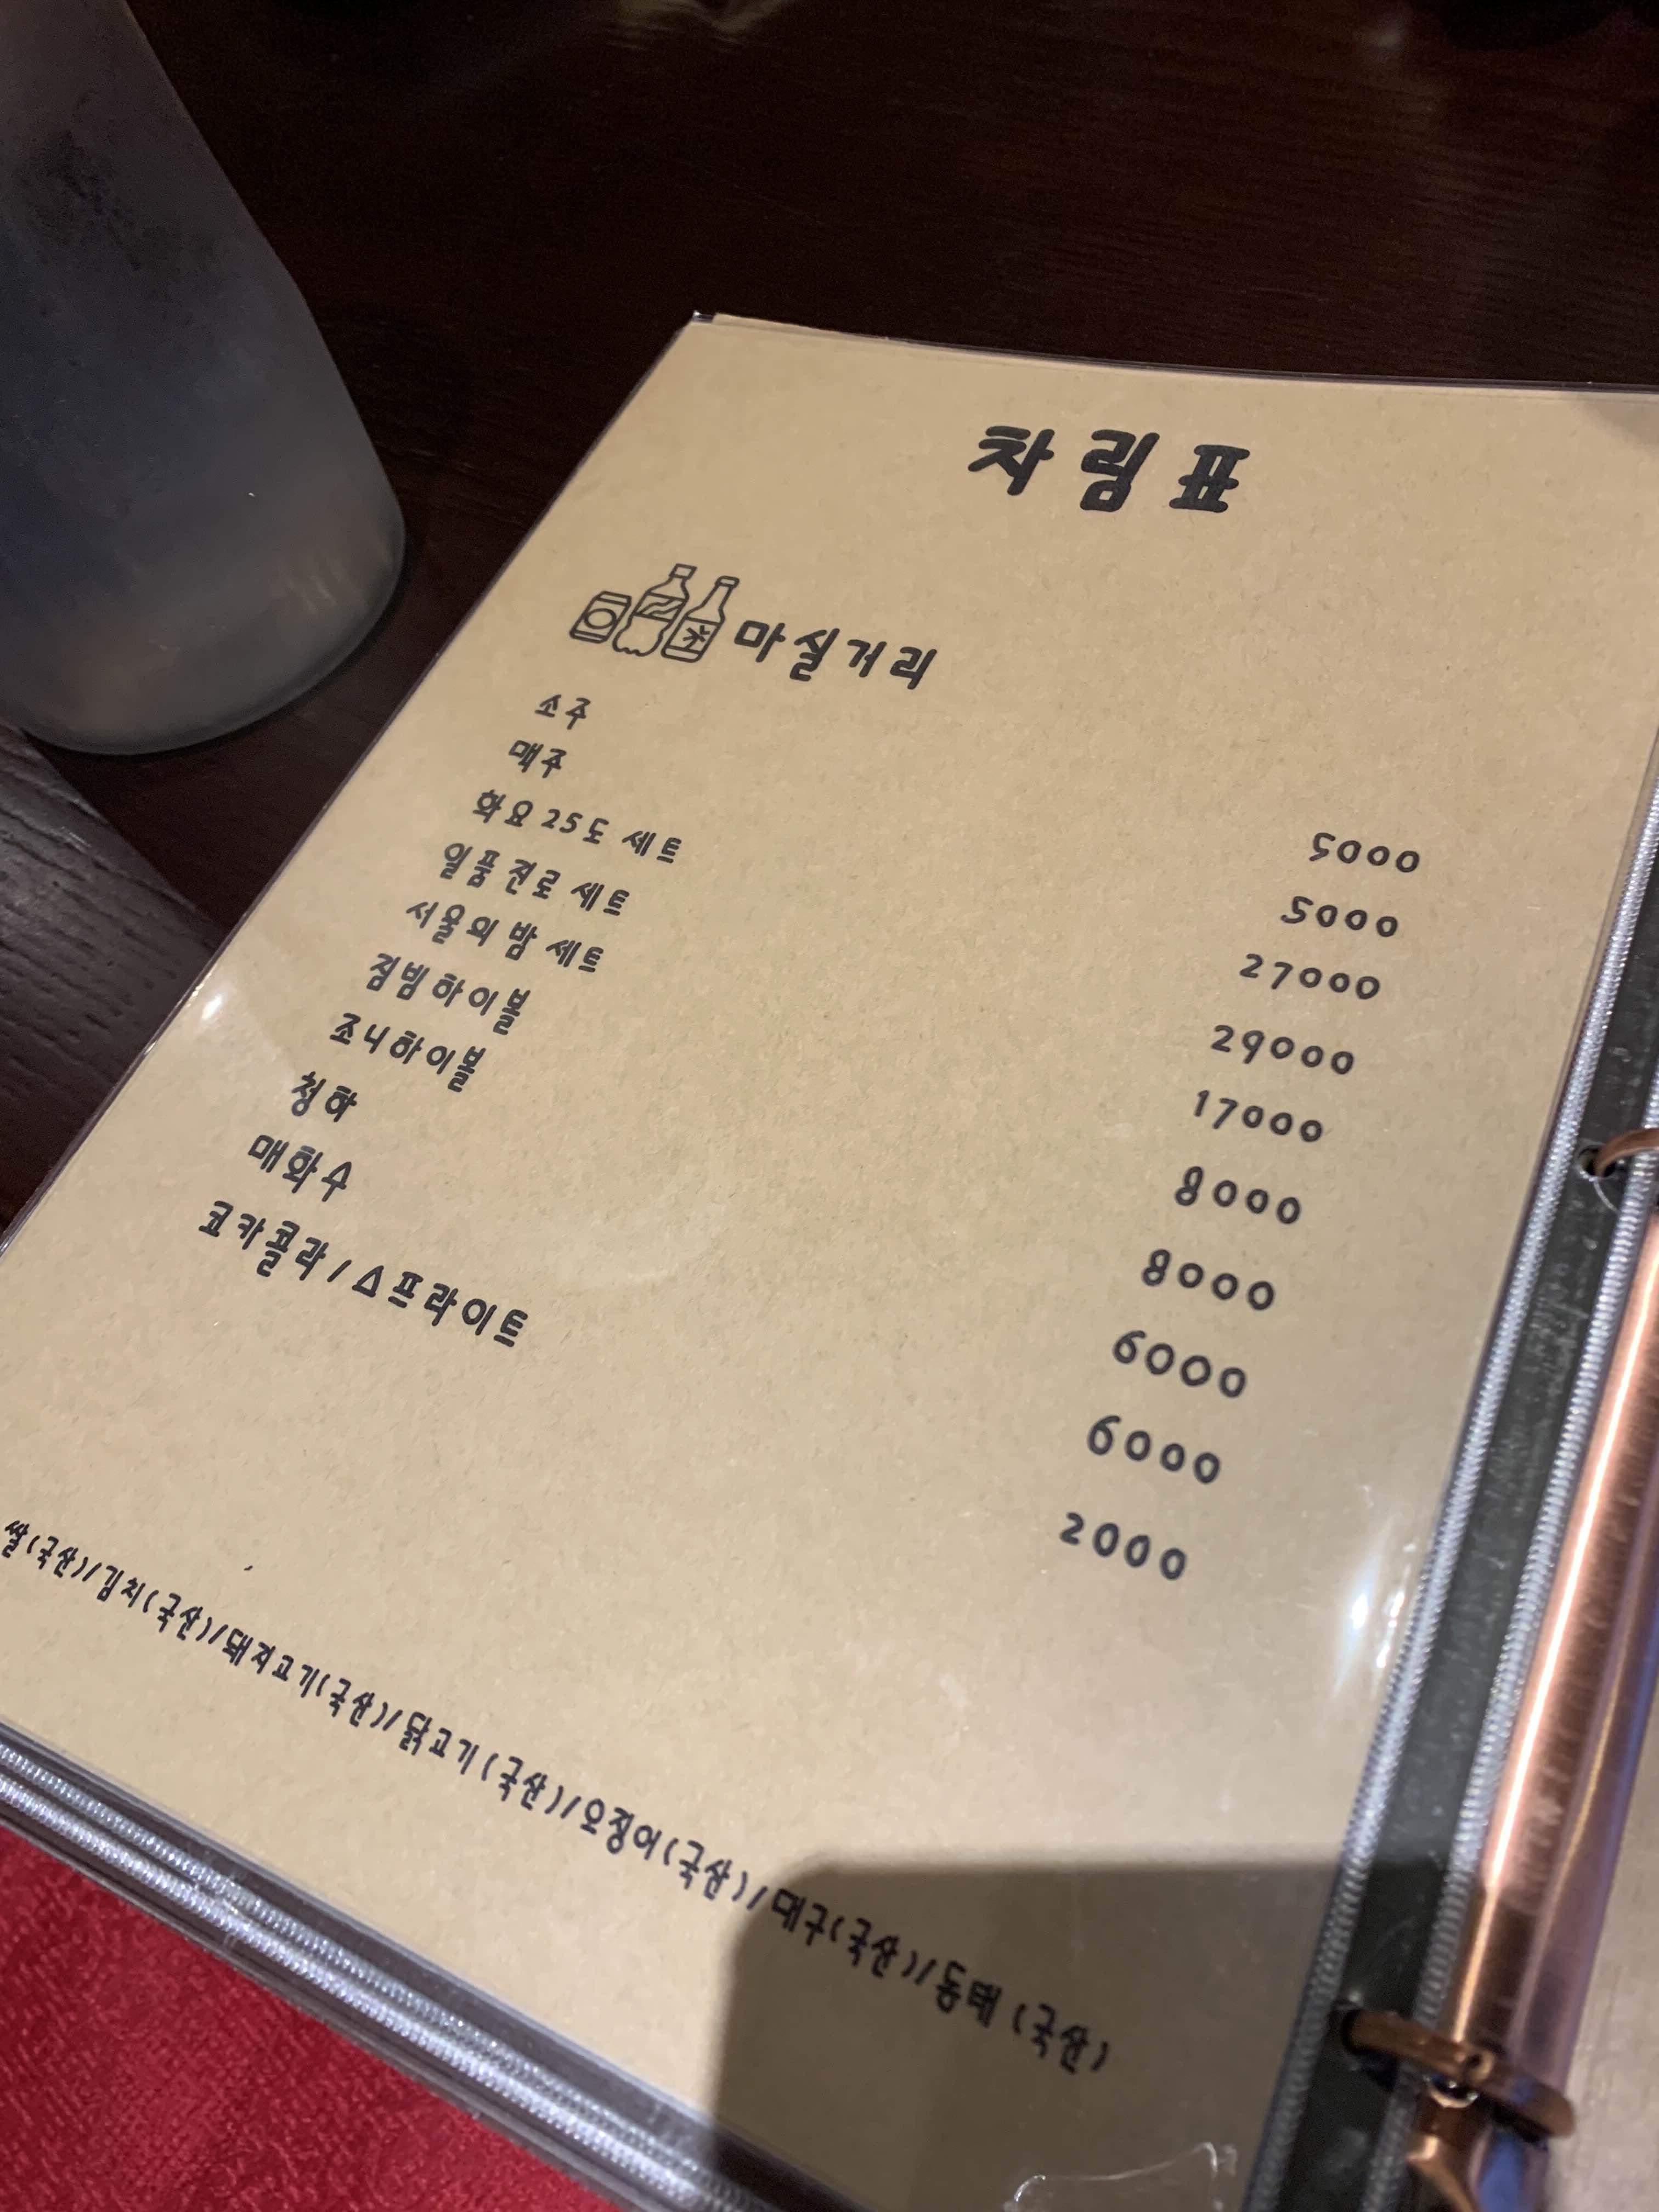 차림표
마실거리
소주 5000
맥주 5000
화요 25도 세트 27000
일품진로 세트 29000
서울의 밤 세트 17000
짐빔하이볼 8000
조니하이볼 8000
청하 6000
매화수 6000
코카콜라/스프라이트 2000
쌀(국산)/김치(국산)/돼지고기(국산)/닭고기(국산)/오징어(국산)/대구(국산)/동태(국산)